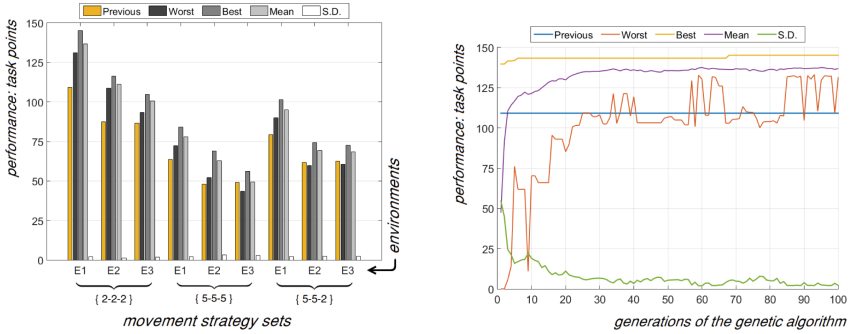 Previous Worst Best Mean S.D.
performance: task points
150
125
100
75
50
25
0
E1 E2 E3 E1 E2 E3 E1 E2 E3
{ 2-2-2 } { 5-5-5 } { 5-5-2 }
movement strategy sets
environments
Previous Worst Best Mean S.D.
performance: task points
150
125
100
75
50
25
0
1 10 20 30 40 50 60 70 80 90 100
generations of the genetic algorithm